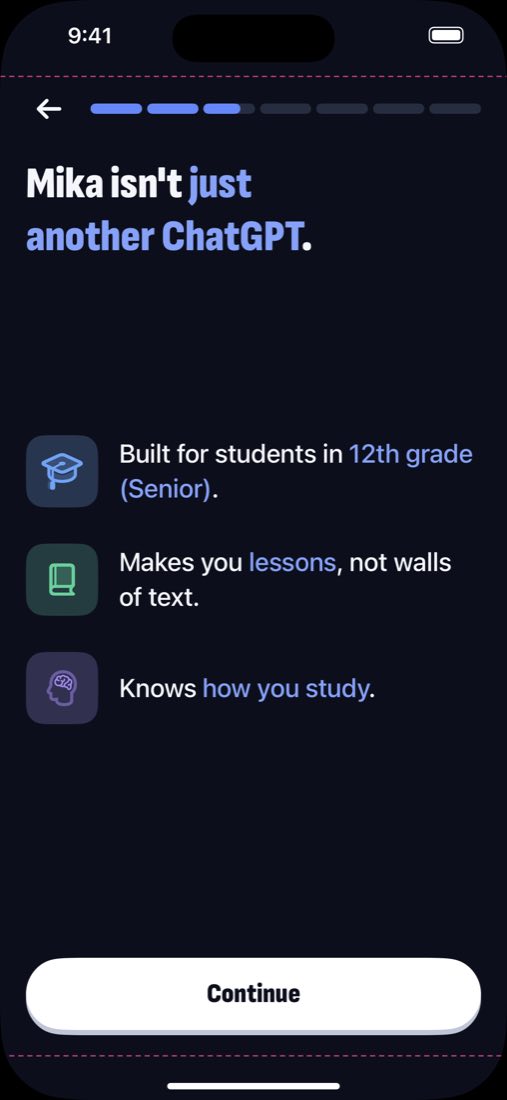 9:41
Mika isn't just
another ChatGPT.
Built for students in 12th grade
(Senior).
Makes you lessons, not walls
of text.
Knows how you study.
Continue